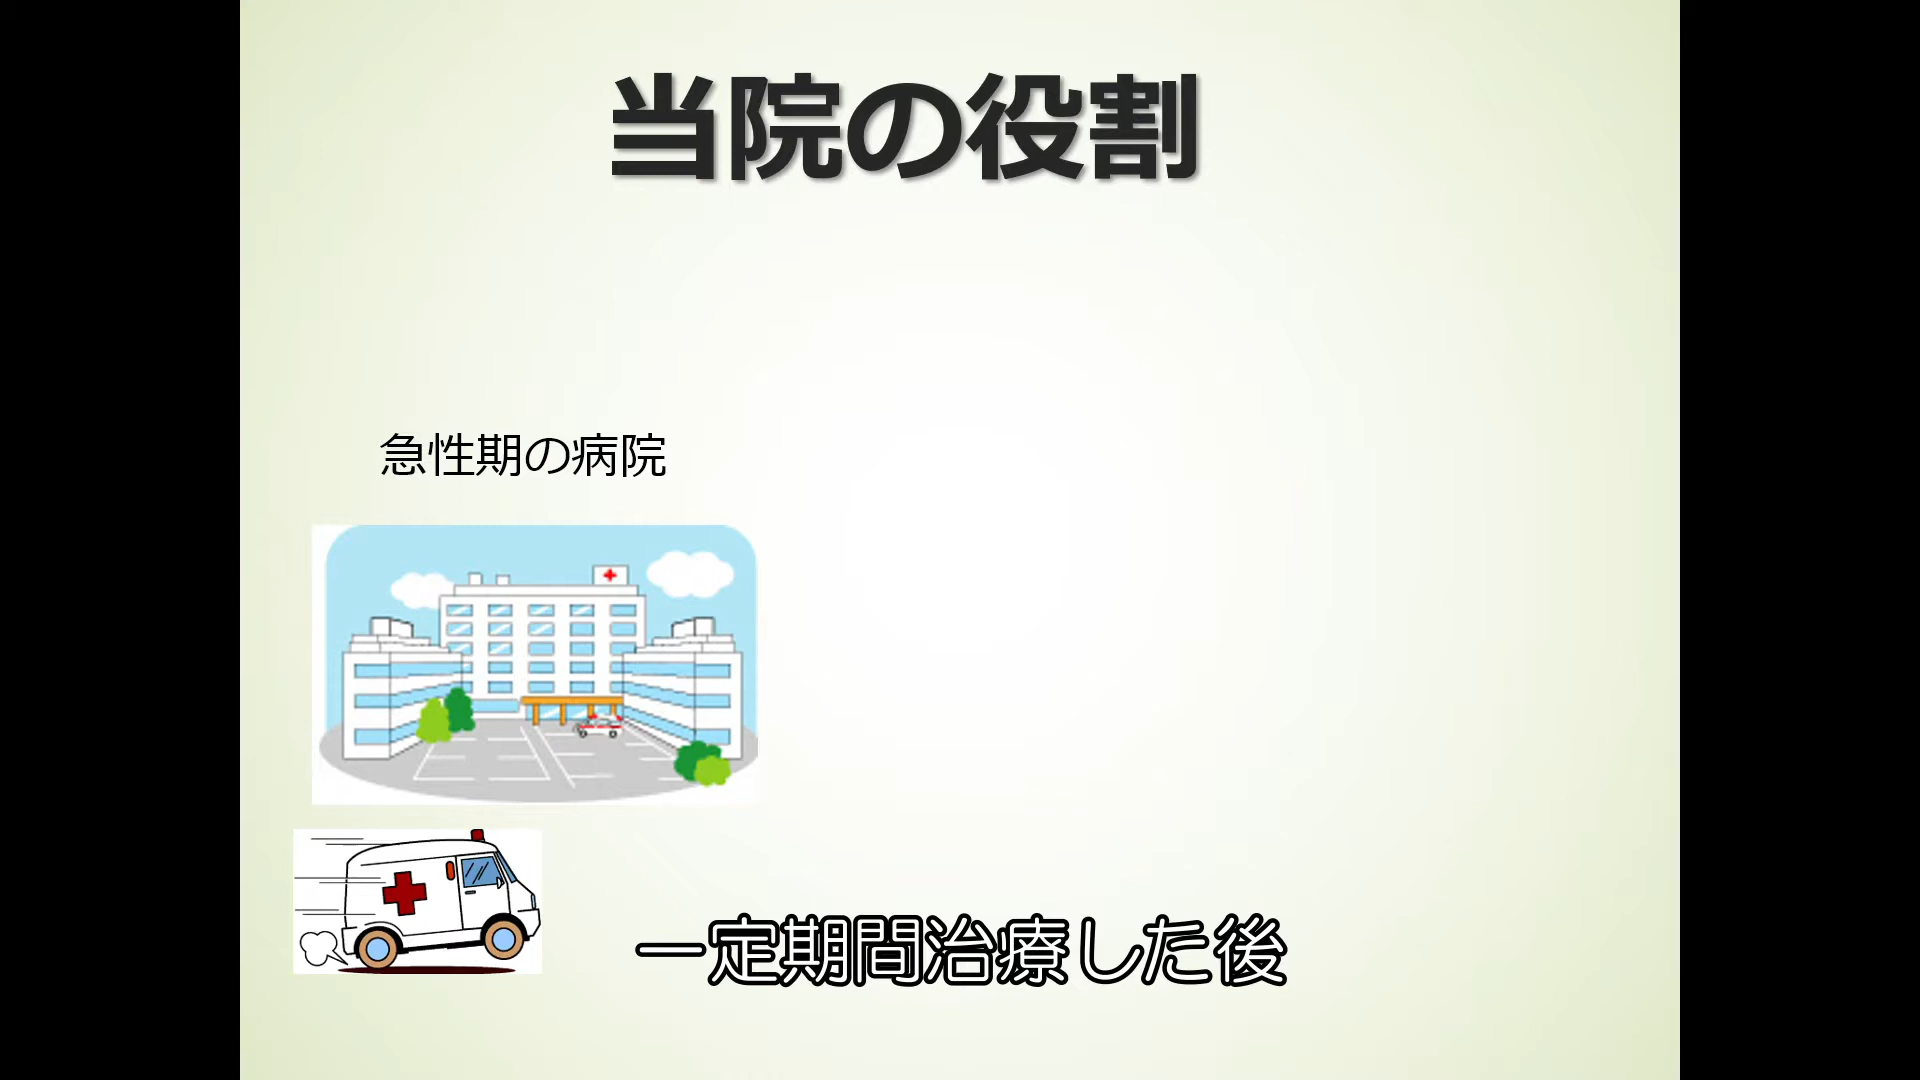 当院の役割
急性期の病院
一定期間治療した後